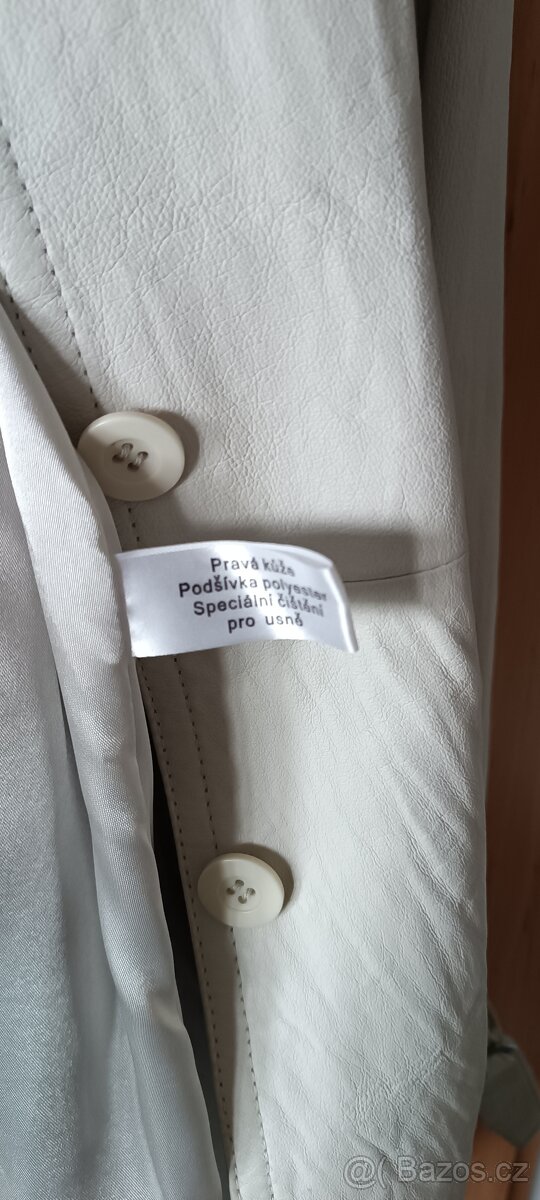 Pravá kůže
Podšívka polyester
Speciální čištění
pro usně
@( Bazos.cz